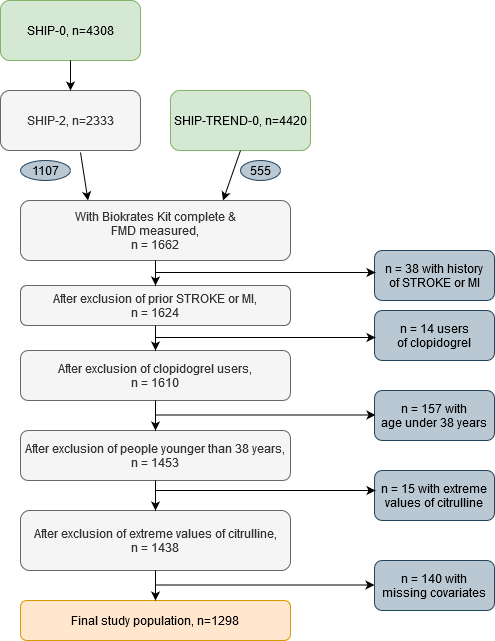 SHIP-0, n=4308
SHIP-2, n=2333
SHIP-TREND-0, n=4420
1107
555
With Biokrates Kit complete &
FMD measured,
n = 1662
n = 38 with history
of STROKE or MI
After exclusion of prior STROKE or MI,
n = 1624
n = 14 users
of clopidogrel
After exclusion of clopidogrel users,
n = 1610
n = 157 with
age under 38 years
After exclusion of people younger than 38 years,
n = 1453
n = 15 with extreme
values of citrulline
After exclusion of extreme values of citrulline,
n = 1438
n = 140 with
missing covariates
Final study population, n=1298